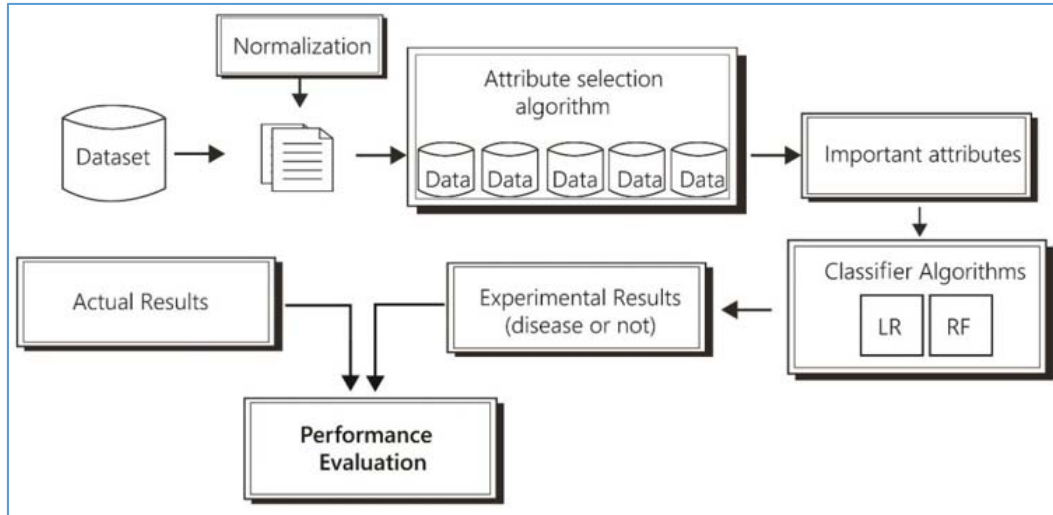 Normalization
Dataset
Attribute selection
algorithm
Data Data Data Data Data
Important attributes
Classifier Algorithms
LR RF
Experimental Results
(disease or not)
Actual Results
Performance
Evaluation